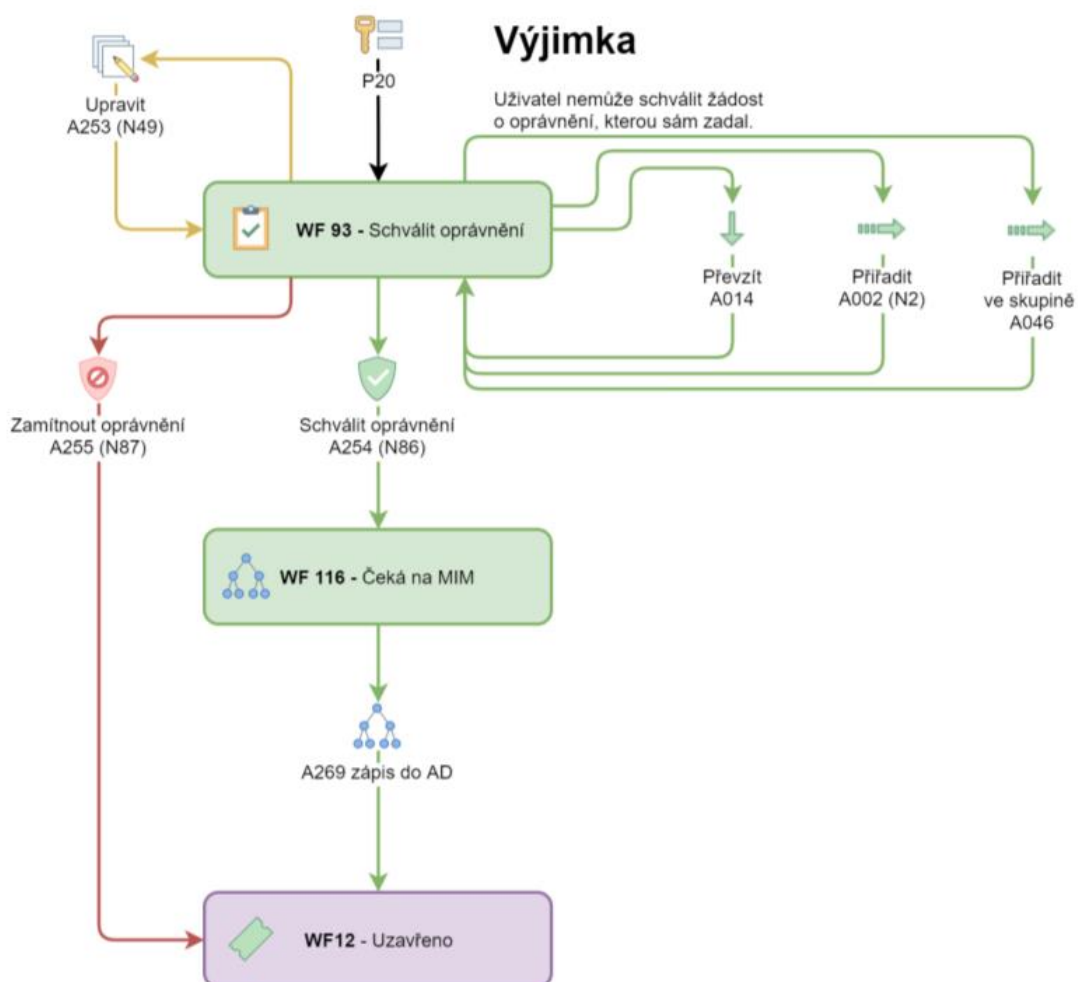 Výjimka
P20
Uživatel nemůže schválit žádost
o oprávnění, kterou sám zadal.
Upravit
A253 (N49)
WF 93 - Schválit oprávnění
Převzít
A014
Přiřadit
A002 (N2)
Přiřadit
ve skupině
A046
Zamítnout oprávnění
A255 (N87)
Schválit oprávnění
A254 (N86)
WF 116 - Čeká na MIM
A269 zápis do AD
WF12 - Uzavřeno